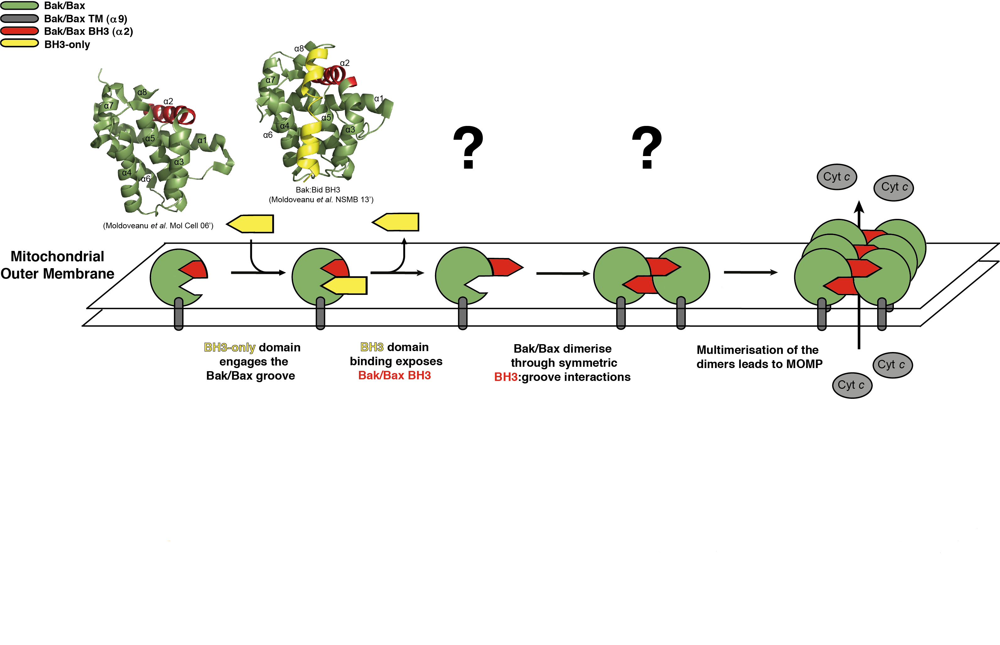 Bak/Bax
Bak/Bax TM (α9)
Bak/Bax BH3 (α2)
BH3-only
α8
α7
α2
α5
α1
α3
α4
α6
(Moldoveanu et al. Mol Cell 06’)
α8
α2
α7
α1
α5
α4
α3
α6
Bak:Bid BH3
(Moldoveanu et al. NSMB 13’)
?
?
Cyt c
Cyt c
Mitochondrial
Outer Membrane
BH3-only domain
engages the
Bak/Bax groove
BH3 domain
binding exposes
Bak/Bax BH3
Bak/Bax dimerise
through symmetric
BH3:groove interactions
Multimerisation of the
dimers leads to MOMP
Cyt c
Cyt c